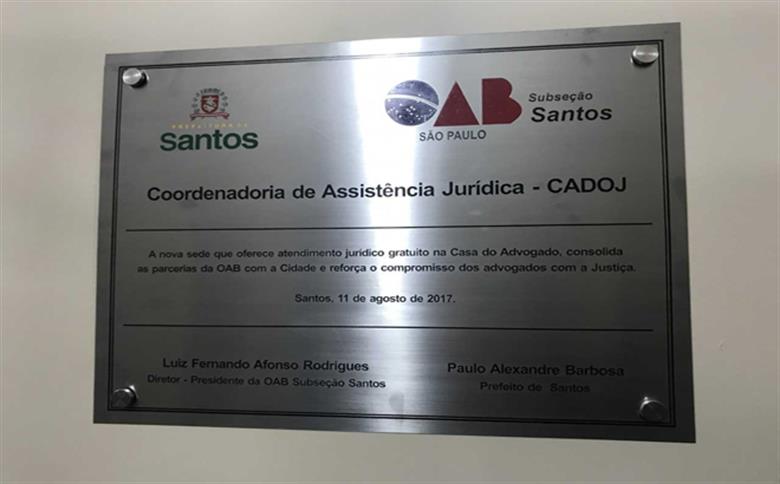 PREFEITURA DE
Santos
OAB
SÃO PAULO
Subseção
Santos
Coordenadoria de Assistência Jurídica - CADOJ
A nova sede que oferece atendimento jurídico gratuito na Casa do Advogado, consolida
as parcerias da OAB com a Cidade e reforça o compromisso dos advogados com a Justiça.
Santos, 11 de agosto de 2017.
Luiz Fernando Afonso Rodrigues
Diretor - Presidente da OAB Subseção Santos
Paulo Alexandre Barbosa
Prefeito de Santos